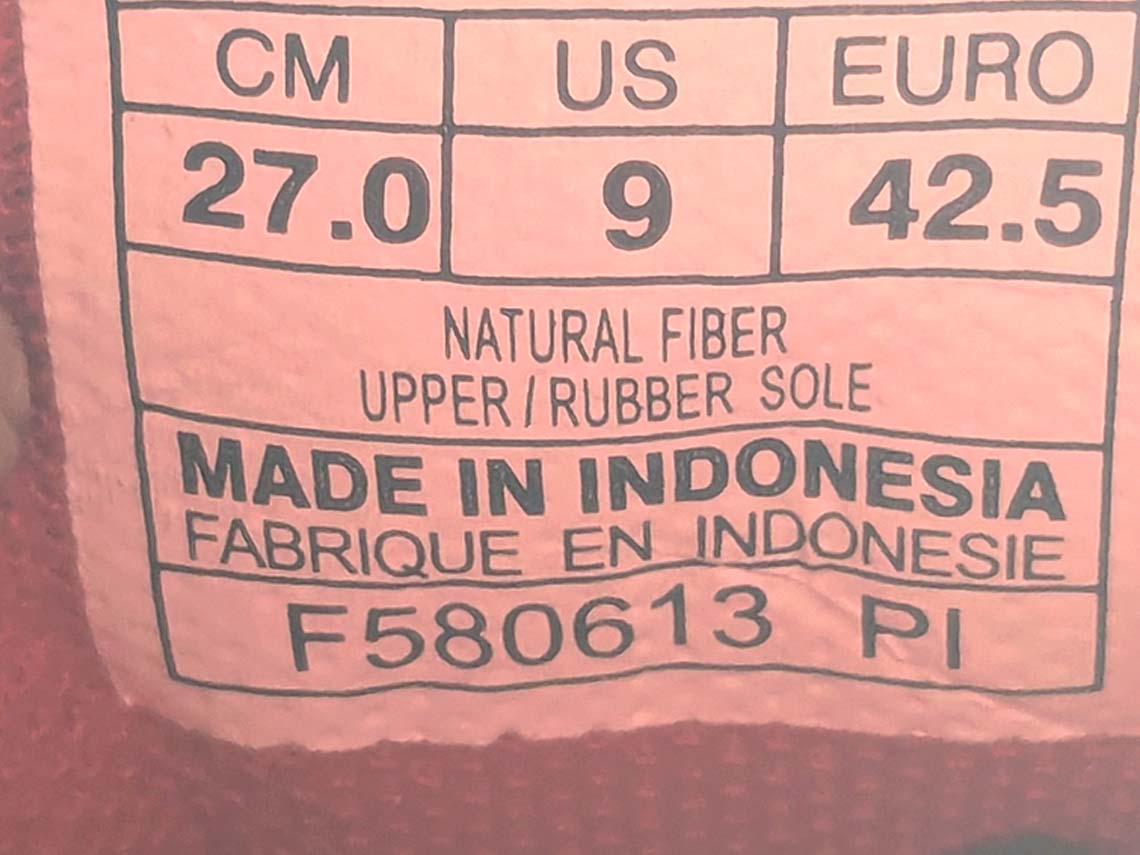 CM US EURO
27.0 9 42.5
NATURAL FIBER
UPPER/RUBBER SOLE
MADE IN INDONESIA
FABRIQUE EN INDONESIE
F580613 PI